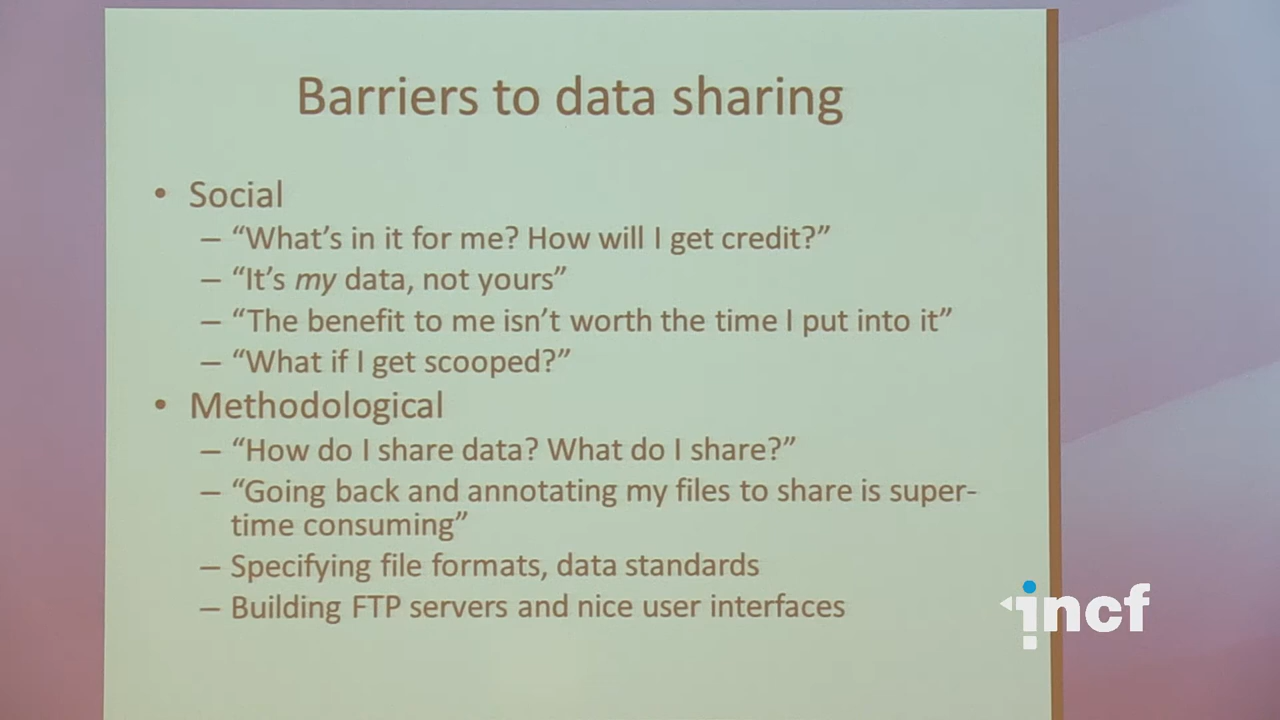 Barriers to data sharing
• Social
– “What’s in it for me? How will I get credit?”
– “It’s my data, not yours”
– “The benefit to me isn’t worth the time I put into it”
– “What if I get scooped?”
• Methodological
– “How do I share data? What do I share?”
– “Going back and annotating my files to share is super-
time consuming”
– Specifying file formats, data standards
– Building FTP servers and nice user interfaces
incf